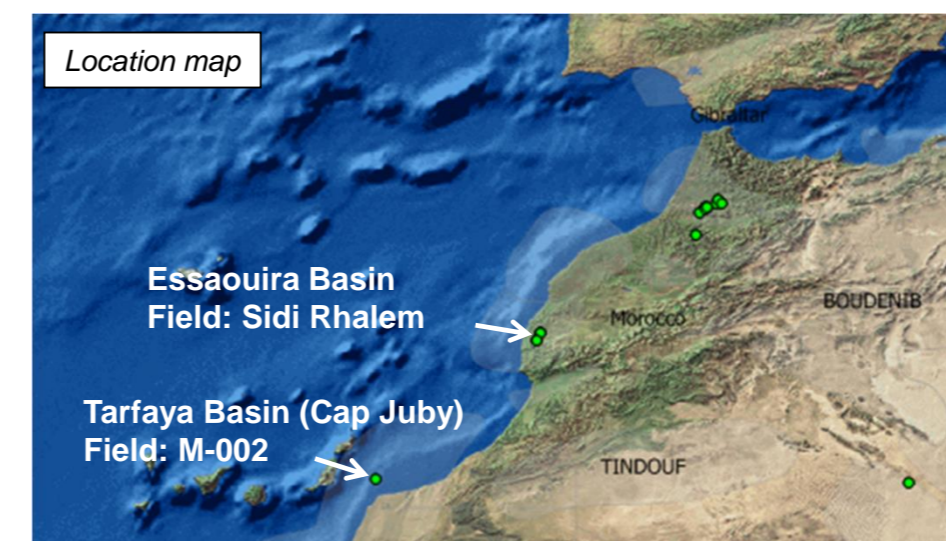 Location map
Gibraltar
Essaouira Basin
Field: Sidi Rhalem
BOUDENIB
Morocco
Tarfaya Basin (Cap Juby)
Field: M-002
TINDOUF